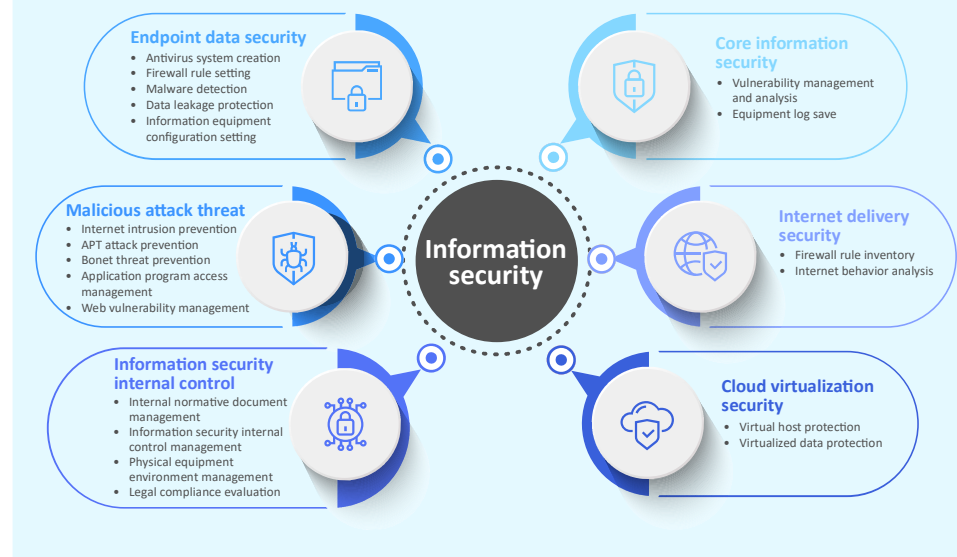 Endpoint data security
• Antivirus system creation
• Firewall rule setting
• Malware detection
• Data leakage protection
• Information equipment
configuration setting
Malicious attack threat
• Internet intrusion prevention
• APT attack prevention
• Bonet threat prevention
• Application program access
management
• Web vulnerability management
Information security
internal control
• Internal normative document
management
• Information security internal
control management
• Physical equipment
environment management
• Legal compliance evaluation
Information
security
Core information
security
• Vulnerability management
and analysis
• Equipment log save
Internet delivery
security
• Firewall rule inventory
• Internet behavior analysis
Cloud virtualization
security
• Virtual host protection
• Virtualized data protection